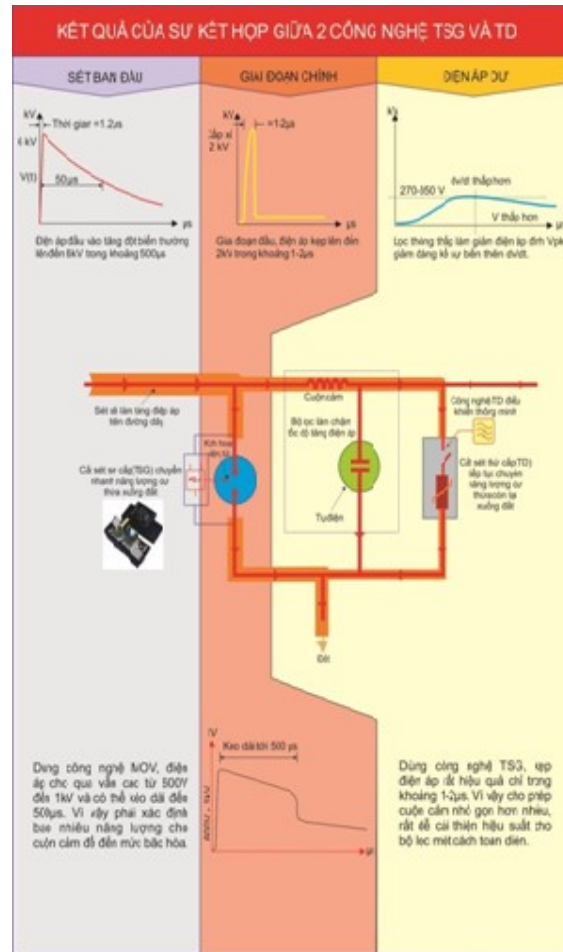 KẾT QUẢ CỦA SỰ KẾT HỢP GIỮA 2 CÔNG NGHỆ TSG VÀ TD
SÉT BAN ĐẦU
GIAI ĐOẠN CHÍNH
ĐIỆN ÁP DƯ
kV
Thời gian =1.2µs
6 kV
V(t)
50µs
µs
Điện áp đầu vào tăng đột biến thường
lên đến 6kV trong khoảng 500µs
kV
≈1-2µs
Cấp xỉ
2 kV
µs
Giai đoạn đầu, điện áp kẹp lên đến
2kV trong khoảng 1-2µs
270-850 V
dv/dt thấp hơn
V thấp hơn
Lọc thông thấp làm giảm điện áp đỉnh Vpk
giảm đáng kể sự biến thiên dv/dt.
Sét đi làm tăng điệp áp
trên đường dây
Cuộn cảm
Bộ lọc làm chậm
tốc độ tăng điện áp
Tụ điện
Công nghệ TD điều
khiển thông minh
Kích hoạt
Cắt sét sơ cấp(TSG) chuyển
nhanh năng lượng dư
thừa xuống đất
Cắt sét thứ cấp(TD)
tiếp tục chuyển
năng lượng dư
thừa còn lại
xuống đất
Đất
Kéo dài tới 500 µs
Dùng công nghệ MOV, điện
áp cho qua vẫn cao từ 500V
đến 1kV và có thể kéo dài đến
500µs. Vì vậy phải xác định
bao nhiêu năng lượng cho
cuộn cảm để đến mức bão hòa.
Dùng công nghệ TSG, kẹp
điện áp rất hiệu quả chỉ trong
khoảng 1-2µs. Vì vậy cho phép
cuộn cảm nhỏ gọn hơn nhiều,
rất dễ cải thiện hiệu suất cho
bộ lọc một cách toàn diện.